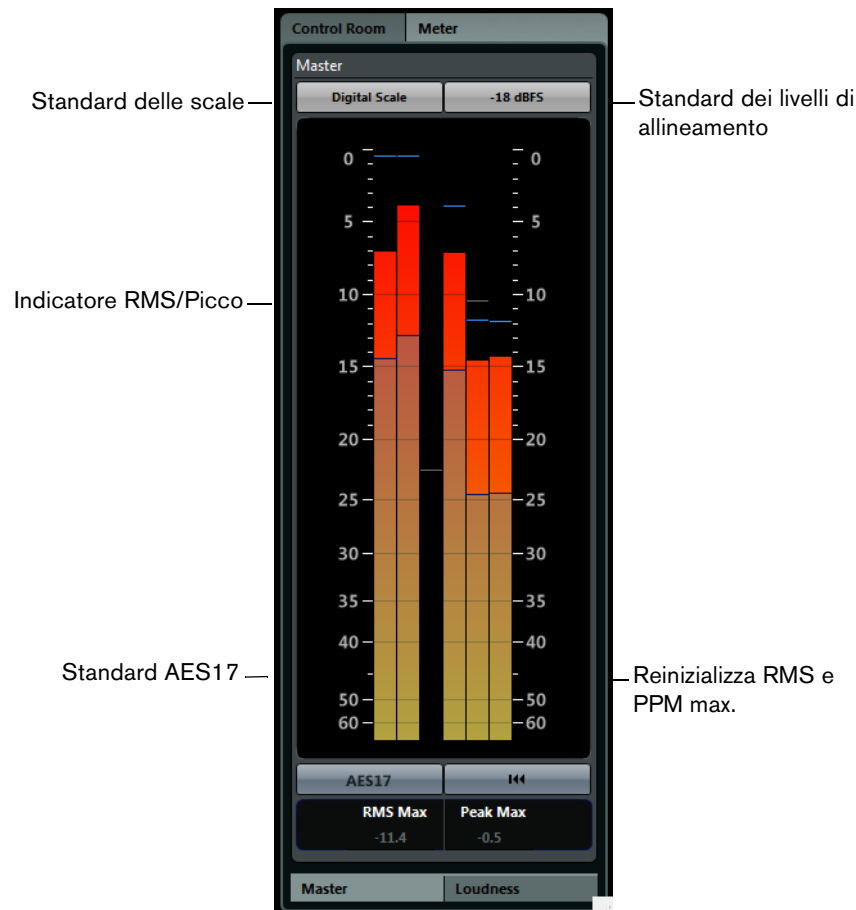 Control Room Meter
Master
Standard delle scale
Digital Scale -18 dBFS
Standard dei livelli di
allineamento
0 0
5 5
Indicatore RMS/Picco
10 10
15 15
20 20
25 25
30 30
35 35
40 40
Standard AES17
Reinizializza RMS e
PPM max.
50 50
60 60
AES17
RMS Max Peak Max
-11.4 -0.5
Master Loudness